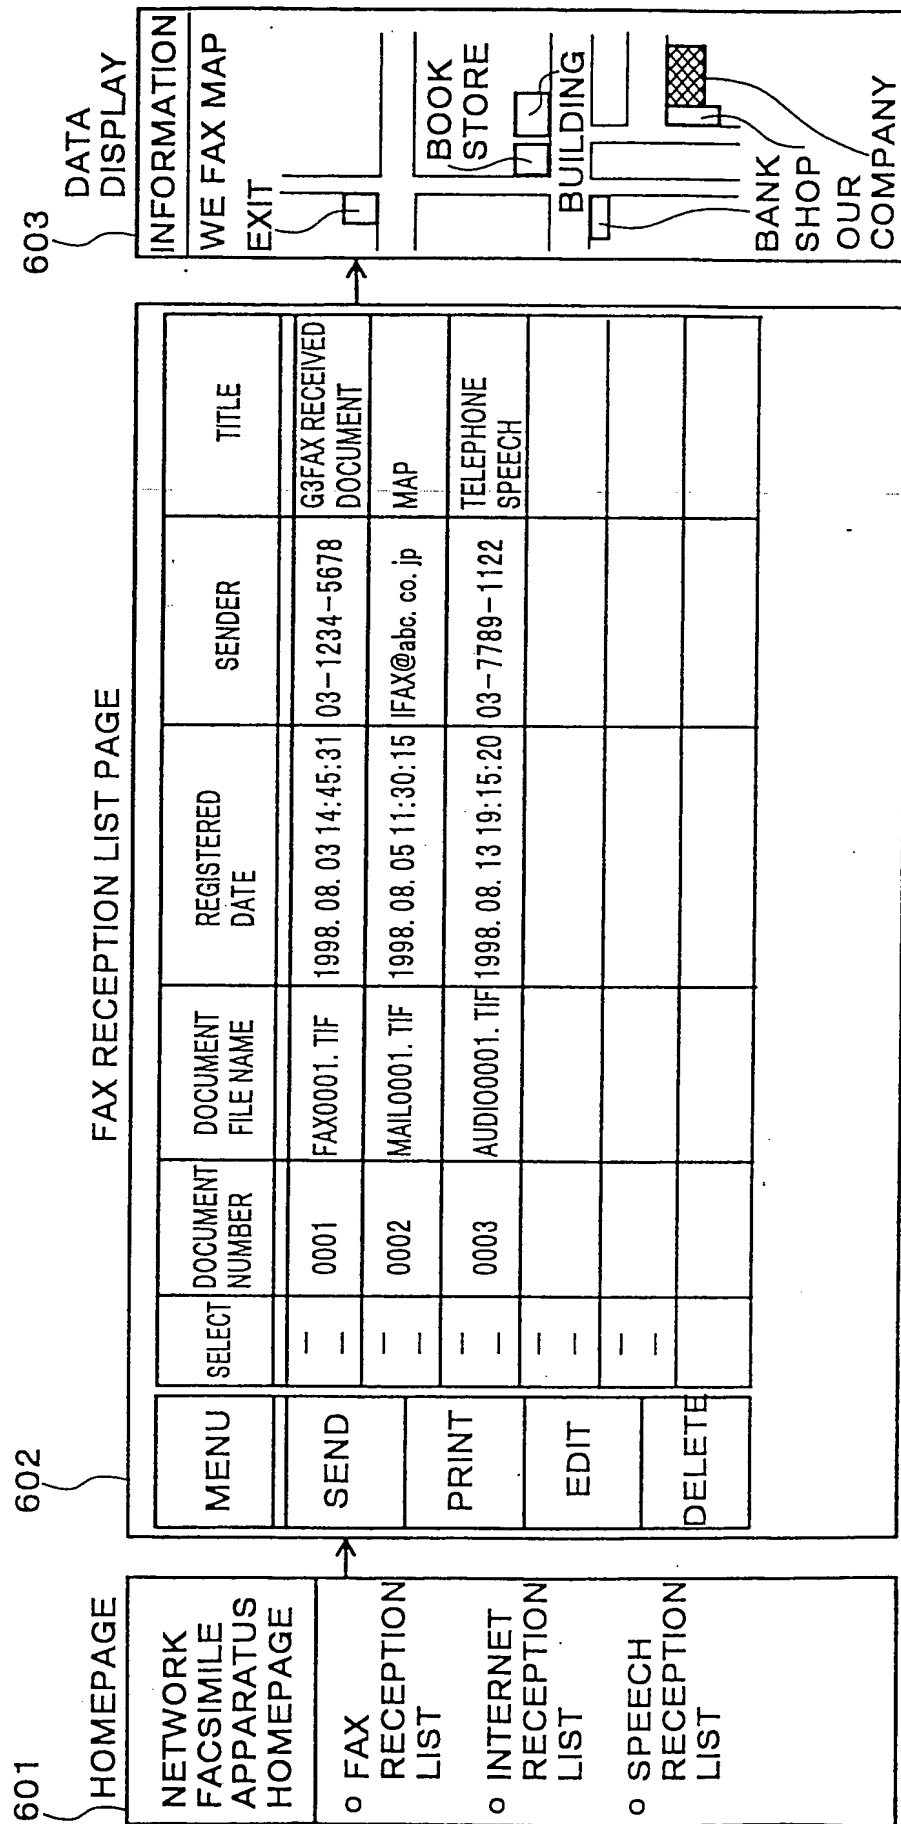 601
HOMEPAGE
NETWORK
FACSIMILE
APPARATUS
HOMEPAGE
o FAX
RECEPTION
LIST
o INTERNET
RECEPTION
LIST
o SPEECH
RECEPTION
LIST
602
FAX RECEPTION LIST PAGE
MENU
SEND
PRINT
EDIT
DELETE
SELECT
DOCUMENT
NUMBER
DOCUMENT
FILE NAME
REGISTERED
DATE
SENDER
TITLE
0001
FAX0001. TIF
1998. 08. 03 14:45:31
03-1234-5678
G3FAX RECEIVED
DOCUMENT
0002
MAIL0001. TIF
1998. 08. 05 11:30:15
IFAX@abc. co. jp
MAP
0003
AUDIO0001. TIF
1998. 08. 13 19:15:20
03-7789-1122
TELEPHONE
SPEECH
603
DATA
DISPLAY
INFORMATION
WE FAX MAP
EXIT
BOOK
STORE
BUILDING
BANK
SHOP
OUR
COMPANY